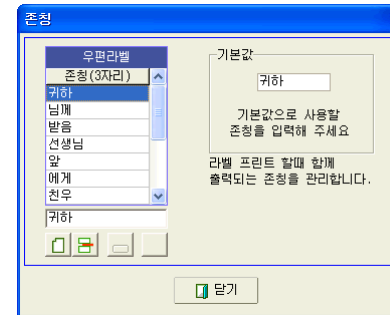 존칭
우편라벨
존칭(3자리)
귀하
님께
받음
선생님
앞
에게
친우
귀하
기본값
귀하
기본값으로 사용할
존칭을 입력해 주세요
라벨 프린트 할때 함께
출력되는 존칭을 관리합니다.
닫기